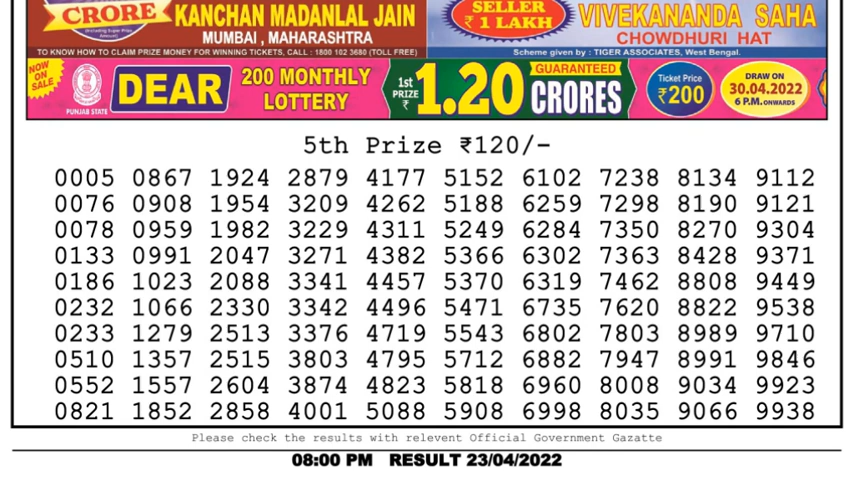 CRORE
(Including Super Prize Amount)
KANCHAN MADANLAL JAIN
MUMBAI , MAHARASHTRA
TO KNOW HOW TO CLAIM PRIZE MONEY FOR WINNING TICKETS, CALL : 1800 102 3680 (TOLL FREE)
SELLER
₹ 1 LAKH
VIVEKANANDA SAHA
CHOWDHURI HAT
Scheme given by : TIGER ASSOCIATES, West Bengal.
NOW ON SALE
PUNJAB STATE
DEAR
200 MONTHLY
LOTTERY
1st PRIZE ₹
1.20
GUARANTEED
CRORES
Ticket Price
₹200
DRAW ON
30.04.2022
6 P.M. ONWARDS
5th Prize ₹120/-
0005 0867 1924 2879 4177 5152 6102 7238 8134 9112
0076 0908 1954 3209 4262 5188 6259 7298 8190 9121
0078 0959 1982 3229 4311 5249 6284 7350 8270 9304
0133 0991 2047 3271 4382 5366 6302 7363 8428 9371
0186 1023 2088 3341 4457 5370 6319 7462 8808 9449
0232 1066 2330 3342 4496 5471 6735 7620 8822 9538
0233 1279 2513 3376 4719 5543 6802 7803 8989 9710
0510 1357 2515 3803 4795 5712 6882 7947 8991 9846
0552 1557 2604 3874 4823 5818 6960 8008 9034 9923
0821 1852 2858 4001 5088 5908 6998 8035 9066 9938
Please check the results with relevent Official Government Gazatte
08:00 PM RESULT 23/04/2022